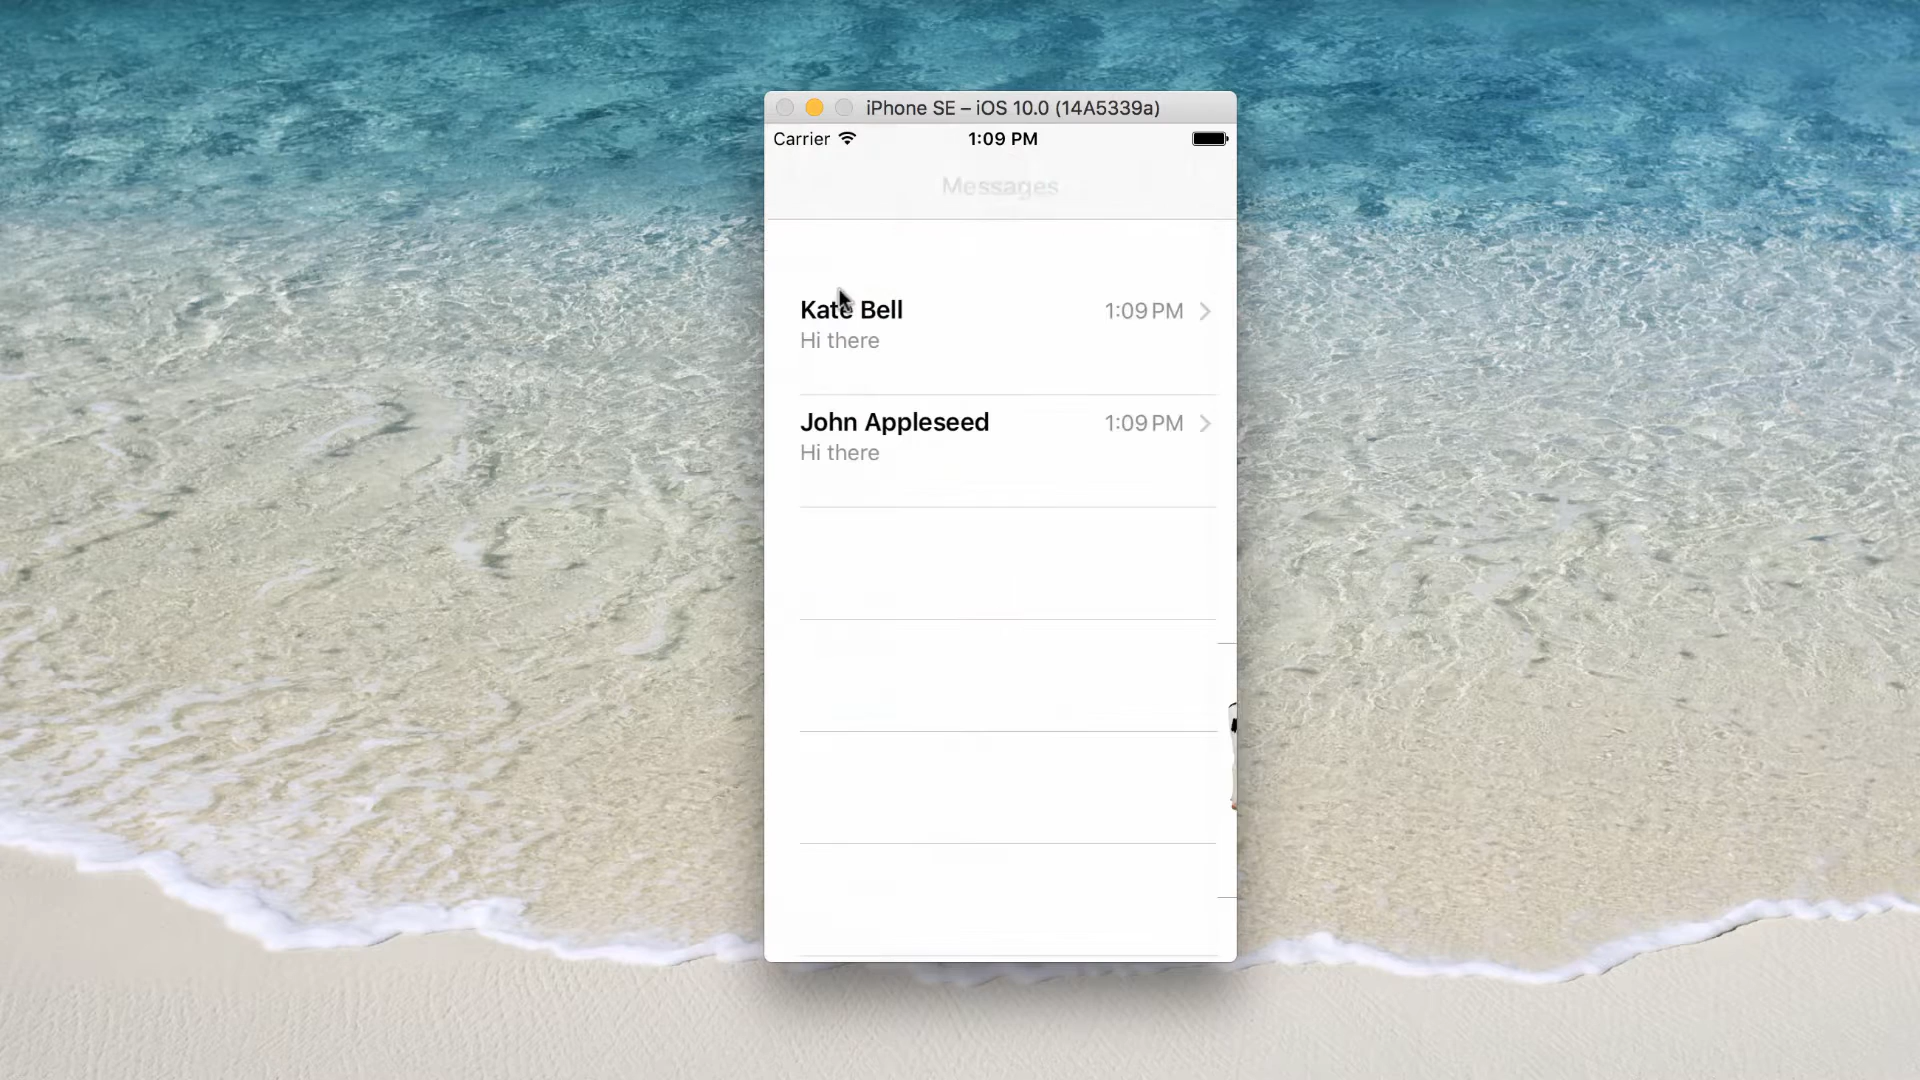 iPhone SE – iOS 10.0 (14A5339a)
Carrier 1:09 PM
Messages
Kate Bell 1:09 PM
Hi there
John Appleseed 1:09 PM
Hi there